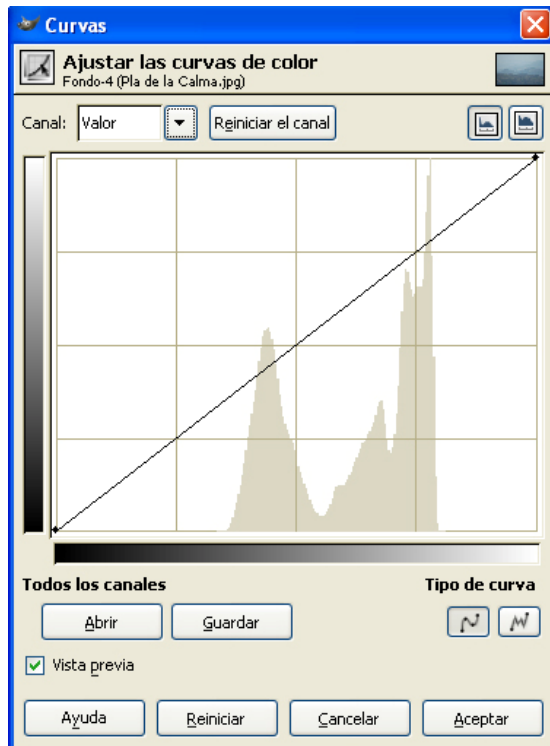 Curvas
Ajustar las curvas de color
Fondo-4 (Pla de la Calma.jpg)
Canal: Valor Reiniciar el canal
Todos los canales Tipo de curva
Abrir Guardar
Vista previa
Ayuda Reiniciar Cancelar Aceptar